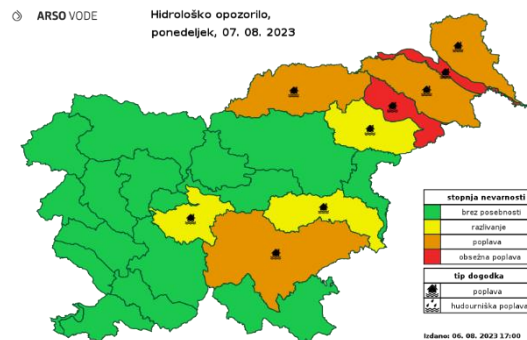 ARSO VODE
Hidrološko opozorilo,
ponedeljek, 07. 08. 2023
stopnja nevarnosti
brez posebnosti
razlivanje
poplava
obsežna poplava
tip dogodka
poplava
hudourniška poplava
Izdano: 06. 08. 2023 17:00